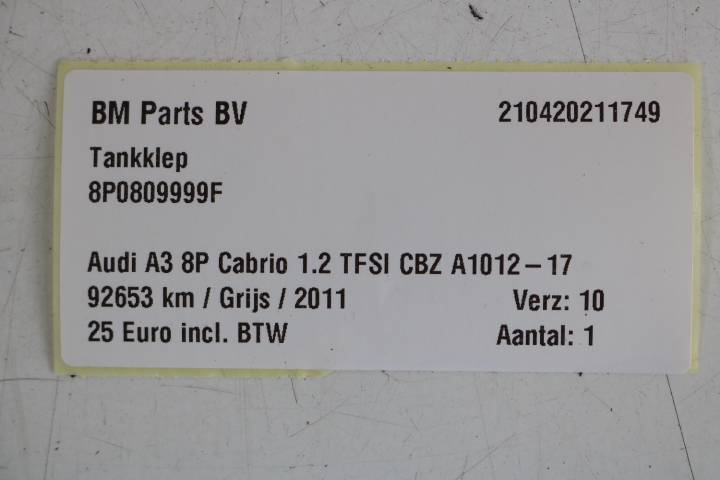 BM Parts BV 210420211749
Tankklep
8P0809999F
Audi A3 8P Cabrio 1.2 TFSI CBZ A1012-17
92653 km / Grijs / 2011 Verz: 10
25 Euro incl. BTW Aantal: 1